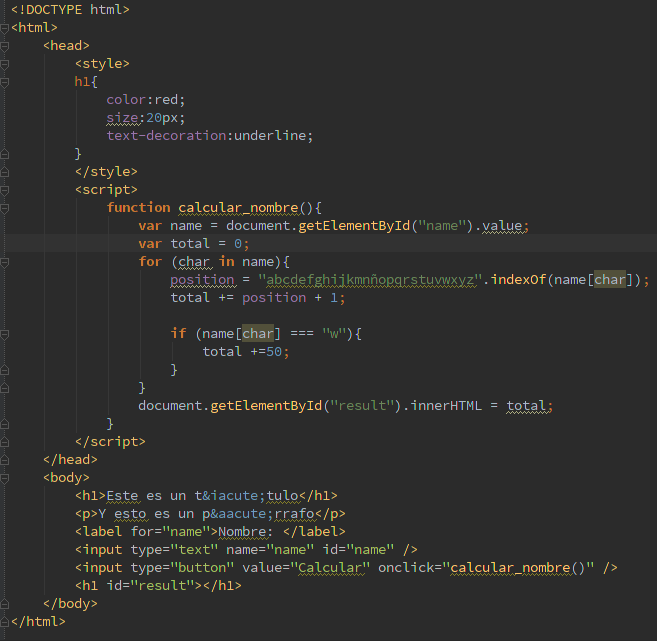 <!DOCTYPE html>
<html>
<head>
<style>
h1{
color:red;
size:20px;
text-decoration:underline;
}
</style>
<script>
function calcular_nombre(){
var name = document.getElementById("name").value;
var total = 0;
for (char in name){
position = "abcdefghijkmnñopqrstuvwxyz".indexOf(name[char]);
total += position + 1;
if (name[char] === "w"){
total +=50;
}
}
document.getElementById("result").innerHTML = total;
}
</script>
</head>
<body>
<h1>Este es un t&iacute;tulo</h1>
<p>Y esto es un p&aacute;rrafo</p>
<label for="name">Nombre: </label>
<input type="text" name="name" id="name" />
<input type="button" value="Calcular" onclick="calcular_nombre()" />
<h1 id="result"></h1>
</body>
</html>